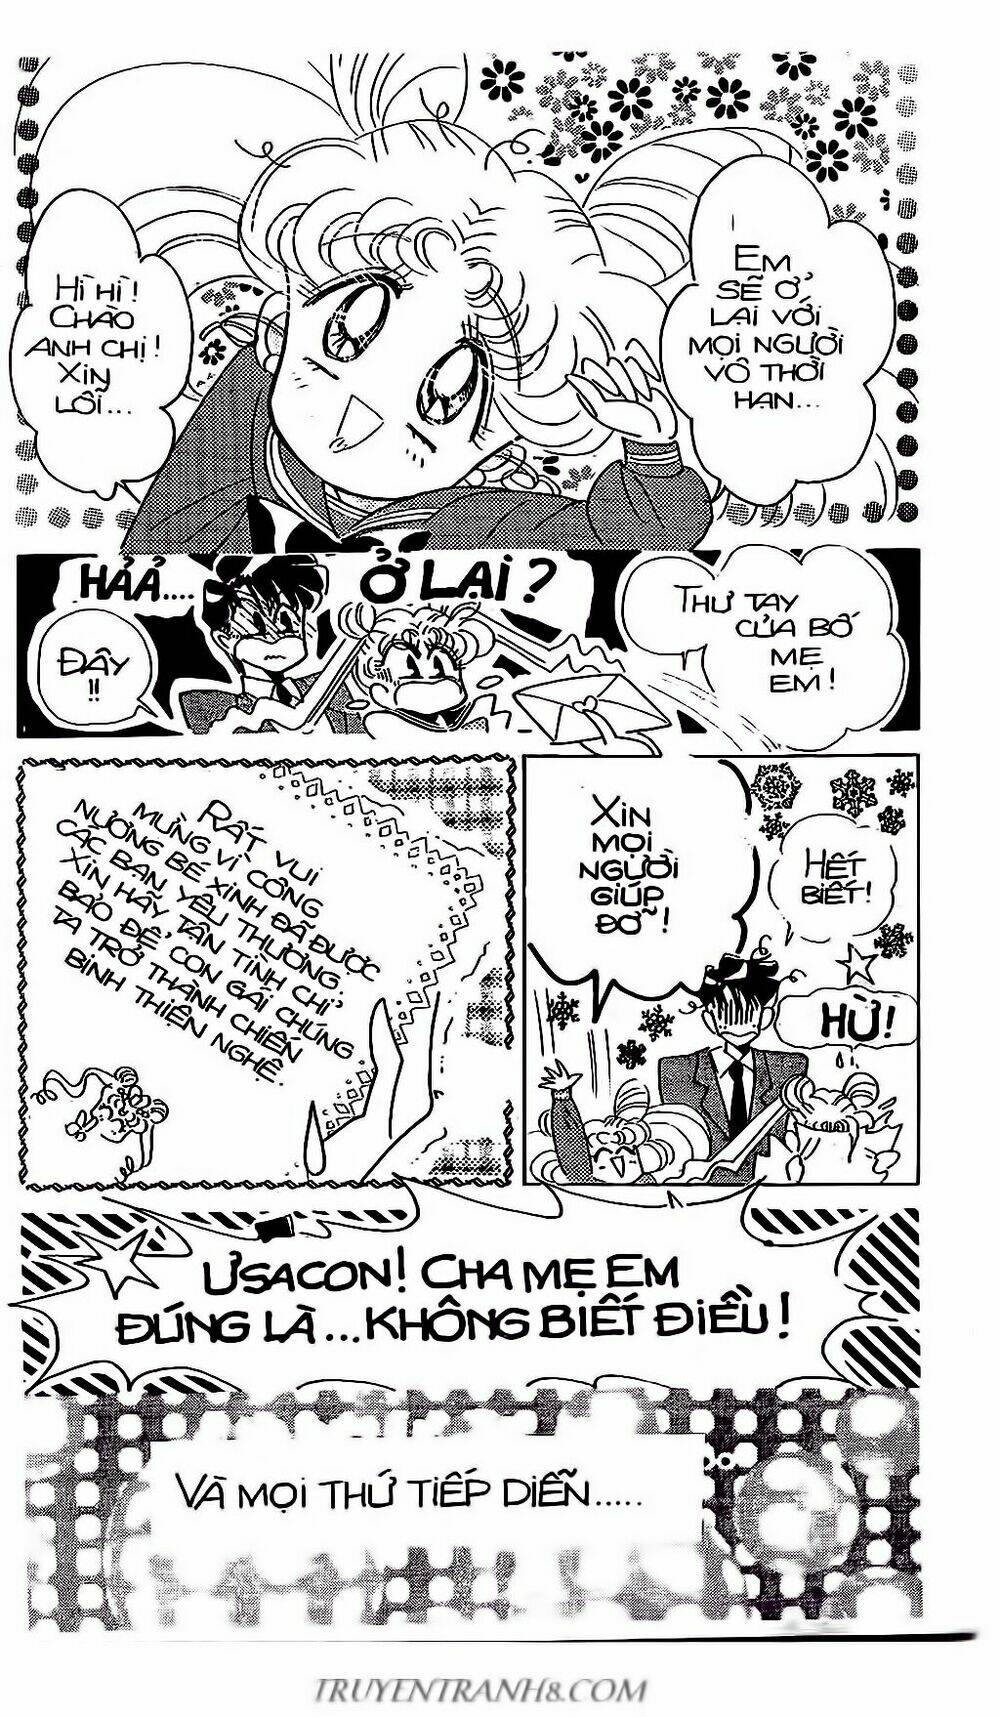 HÌ HÌ!
CHÀO
ANH CHỊ!
XIN
LỖI...
EM
SẼ Ở
LẠI VỚI
MỌI NGƯỜI
VÔ THỜI
HẠN...
HẢẢ....
Ở LẠI?
ĐÂY
!!
THƯ TAY
CỦA BỐ
MẸ
EM!
RẤT VUI
MỪNG VÌ CÔNG
NƯƠNG BÉ XINH ĐÃ ĐƯỢC
CÁC BẠN YÊU THƯƠNG.
XIN HÃY TẬN TÌNH CHỈ
BẢO ĐỂ CON GÁI CHÚNG
TA TRỞ THÀNH CHIẾN
BINH THIỆN NGHỆ.
XIN
MỌI
NGƯỜI
GIÚP
ĐỠ!
HẾT
BIẾT!
HỪ!
ƯSACON! CHA MẸ EM
ĐÚNG LÀ...KHÔNG BIẾT ĐIỀU!
VÀ MỌI THỨ TIẾP DIỄN.....
TRUYENTRANH8.COM